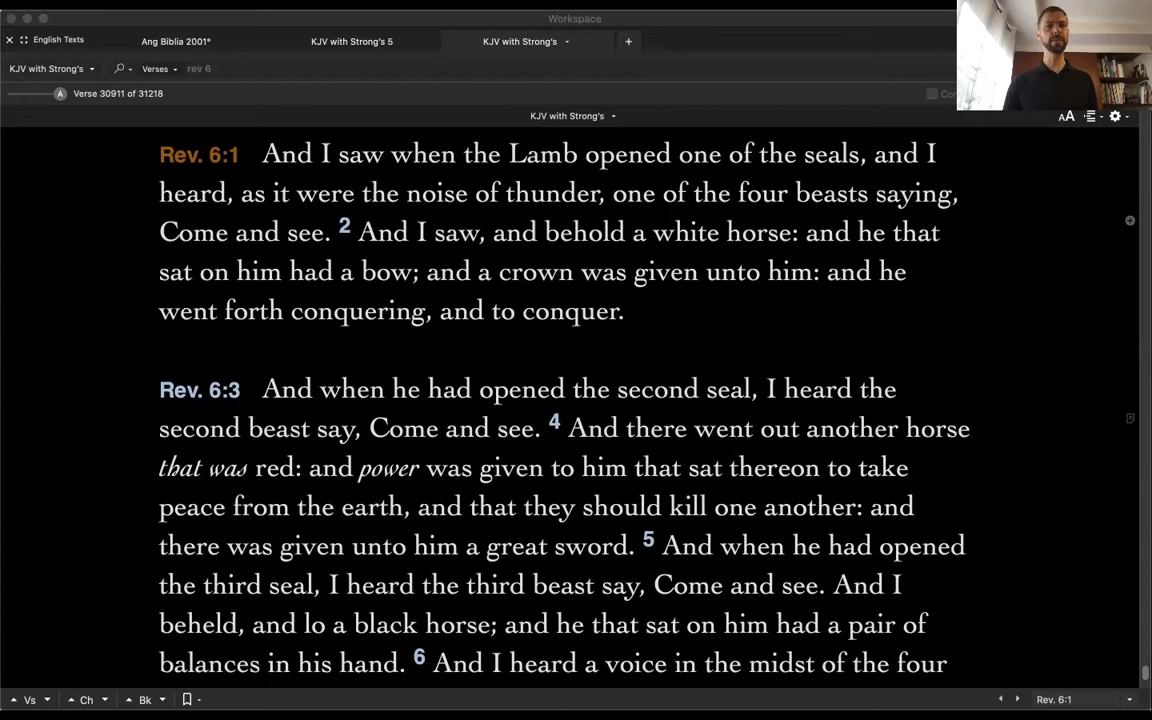 Workspace
English Texts
Ang Biblia 2001*
KJV with Strong's 5
KJV with Strong's
+
KJV with Strong's
Verses
rev 6
A
Verse 30911 of 31218
KJV with Strong's
AA
Rev. 6:1 And I saw when the Lamb opened one of the seals, and I
heard, as it were the noise of thunder, one of the four beasts saying,
Come and see. 2 And I saw, and behold a white horse: and he that
sat on him had a bow; and a crown was given unto him: and he
went forth conquering, and to conquer.
Rev. 6:3 And when he had opened the second seal, I heard the
second beast say, Come and see. 4 And there went out another horse
that was red: and power was given to him that sat thereon to take
peace from the earth, and that they should kill one another: and
there was given unto him a great sword. 5 And when he had opened
the third seal, I heard the third beast say, Come and see. And I
beheld, and lo a black horse; and he that sat on him had a pair of
balances in his hand. 6 And I heard a voice in the midst of the four
Vs
Ch
Bk
Rev. 6:1